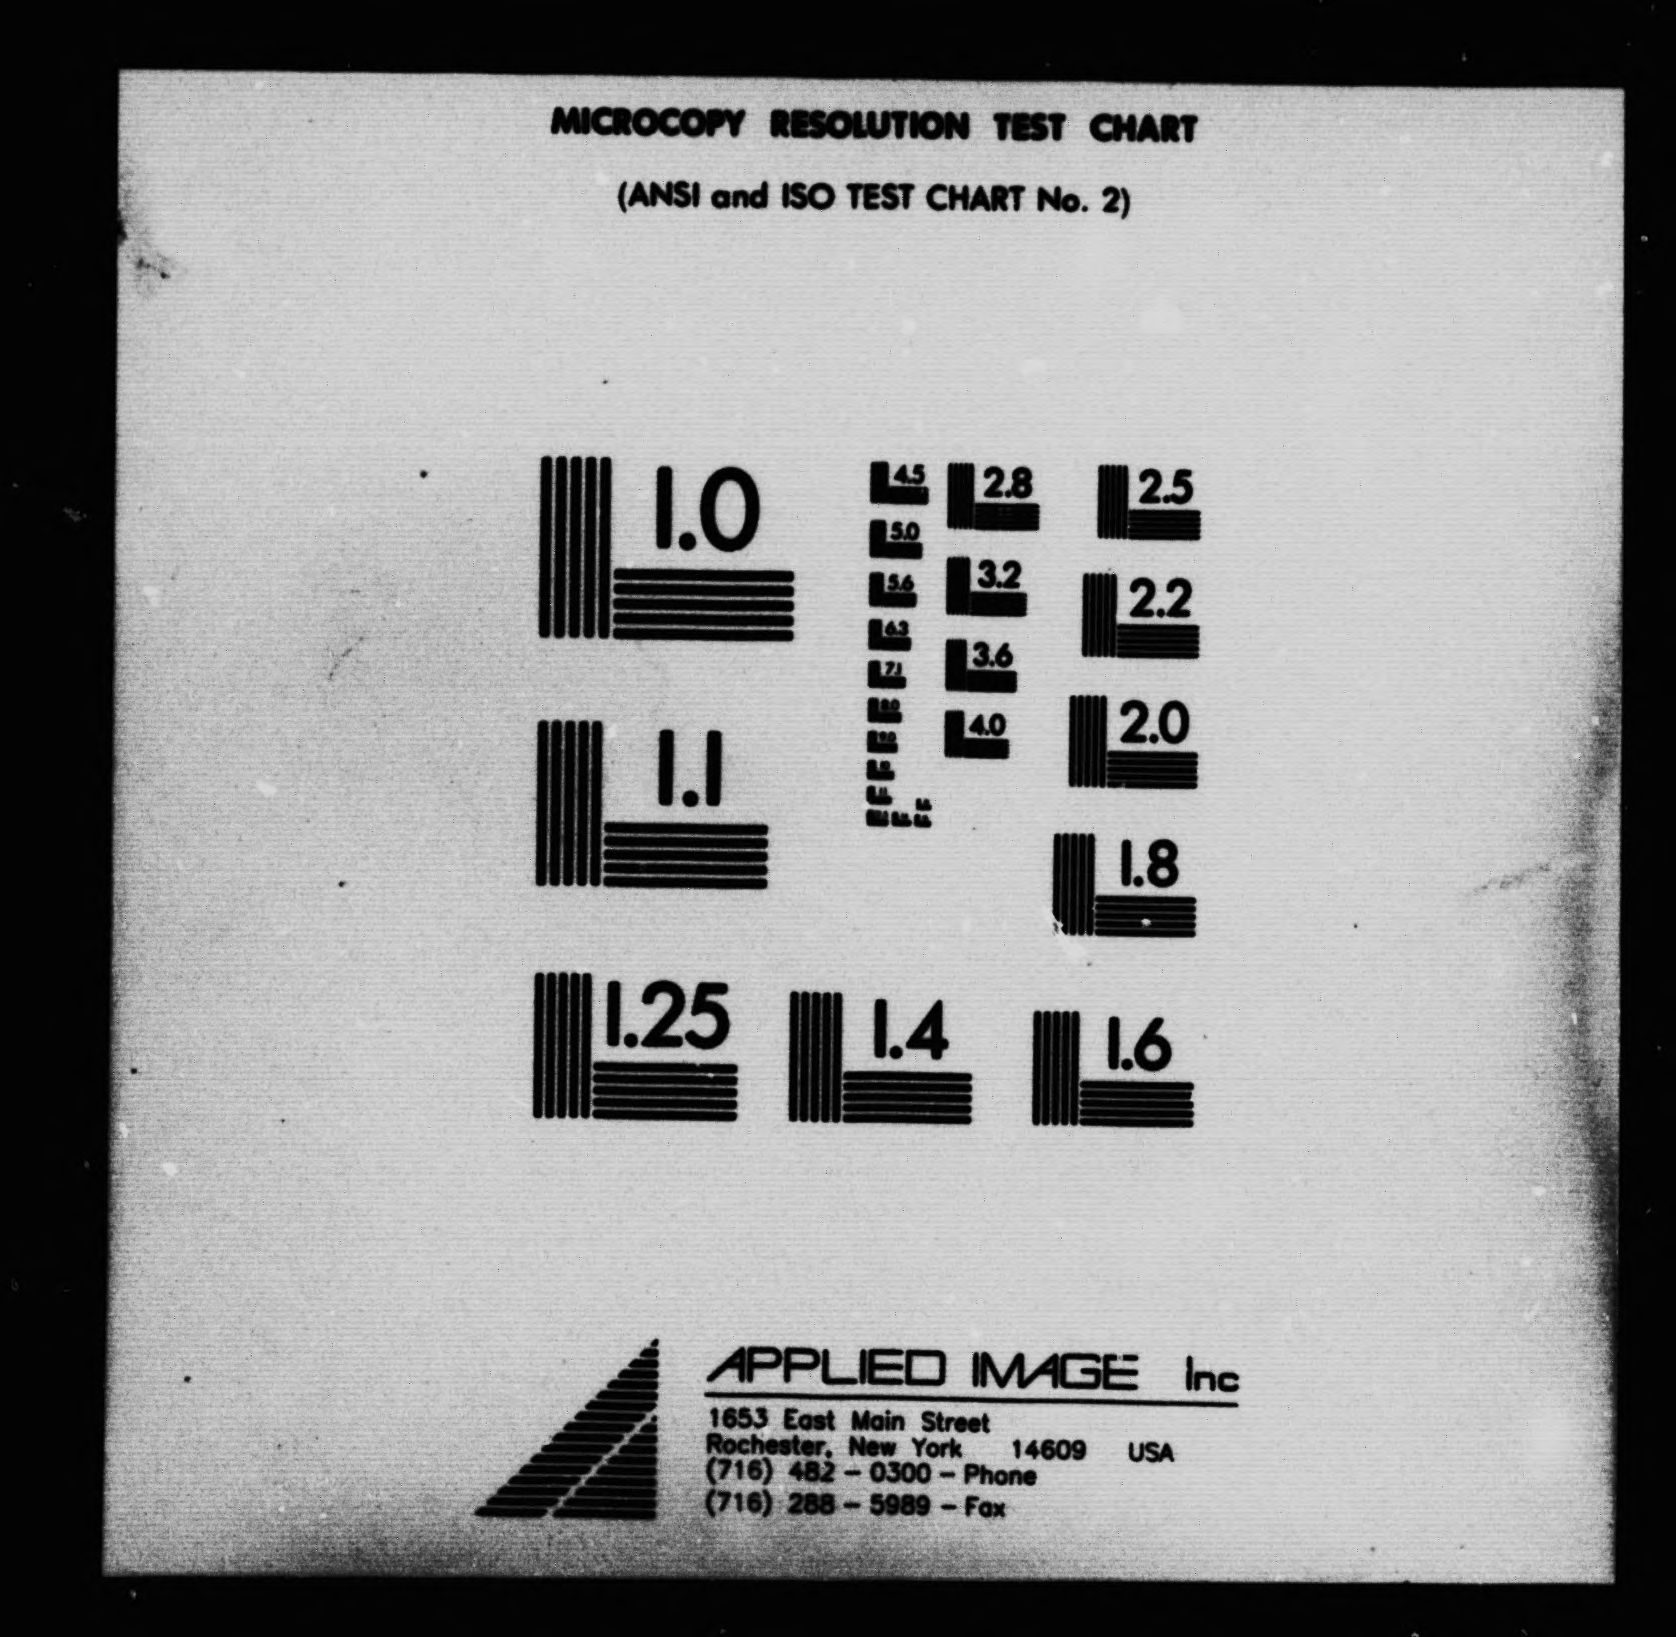 MICROCOPY RESOLUTION TEST CHART
(ANSI and ISO TEST CHART No. 2)
1.0
1.1
1.25
1.4
1.6
1.8
2.0
2.2
2.5
2.8
3.2
3.6
4.0
4.5
5.0
5.6
6.3
7.1
8.0
9.0
APPLIED IMAGE Inc
1653 East Main Street
Rochester, New York 14609 USA
(716) 482 - 0300 - Phone
(716) 288 - 5989 - Fax